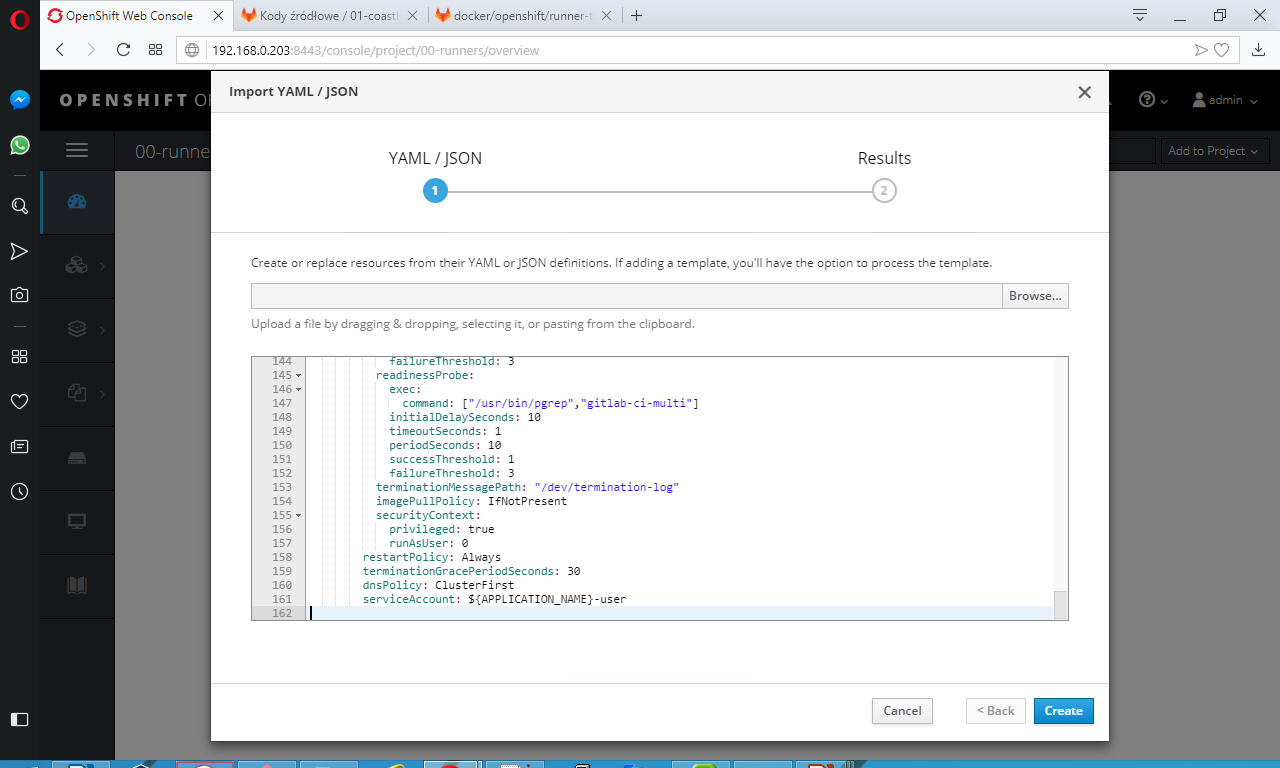 OpenShift Web Console
Kody źródłowe / 01-coastl
docker/openshift/runner-t
192.168.0.203:8443/console/project/00-runners/overview
OPENSHIFT
admin
00-runne
Add to Project
Import YAML / JSON
YAML / JSON
Results
1
2
Create or replace resources from their YAML or JSON definitions. If adding a template, you'll have the option to process the template.
Browse...
Upload a file by dragging & dropping, selecting it, or pasting from the clipboard.
144 failureThreshold: 3
145 readinessProbe:
146 exec:
147 command: ["/usr/bin/pgrep","gitlab-ci-multi"]
148 initialDelaySeconds: 10
149 timeoutSeconds: 1
150 periodSeconds: 10
151 successThreshold: 1
152 failureThreshold: 3
153 terminationMessagePath: "/dev/termination-log"
154 imagePullPolicy: IfNotPresent
155 securityContext:
156 privileged: true
157 runAsUser: 0
158 restartPolicy: Always
159 terminationGracePeriodSeconds: 30
160 dnsPolicy: ClusterFirst
161 serviceAccount: ${APPLICATION_NAME}-user
162
Cancel
< Back
Create